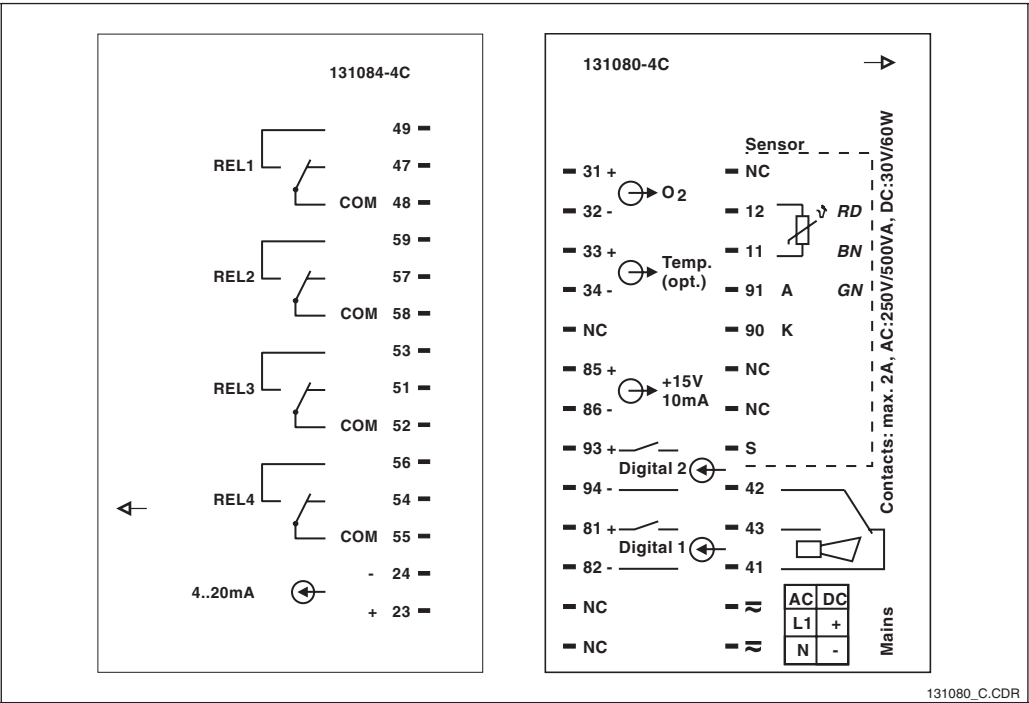 131084-4C
49
REL1 47
COM 48
59
REL2 57
COM 58
53
REL3 51
COM 52
56
REL4 54
COM 55
- 24
4..20mA
+ 23
131080-4C
31 +
O2
32 -
33 +
Temp.
(opt.)
34 -
NC
85 +
+15V
10mA
86 -
93 +
Digital 2
94 -
81 +
Digital 1
82 -
NC
NC
Sensor
NC
12 RD
11 BN
91 A GN
90 K
NC
NC
S
42
43
41
AC DC
L1 +
N -
Contacts: max. 2A, AC:250V/500VA, DC:30V/60W
Mains
131080_C.CDR